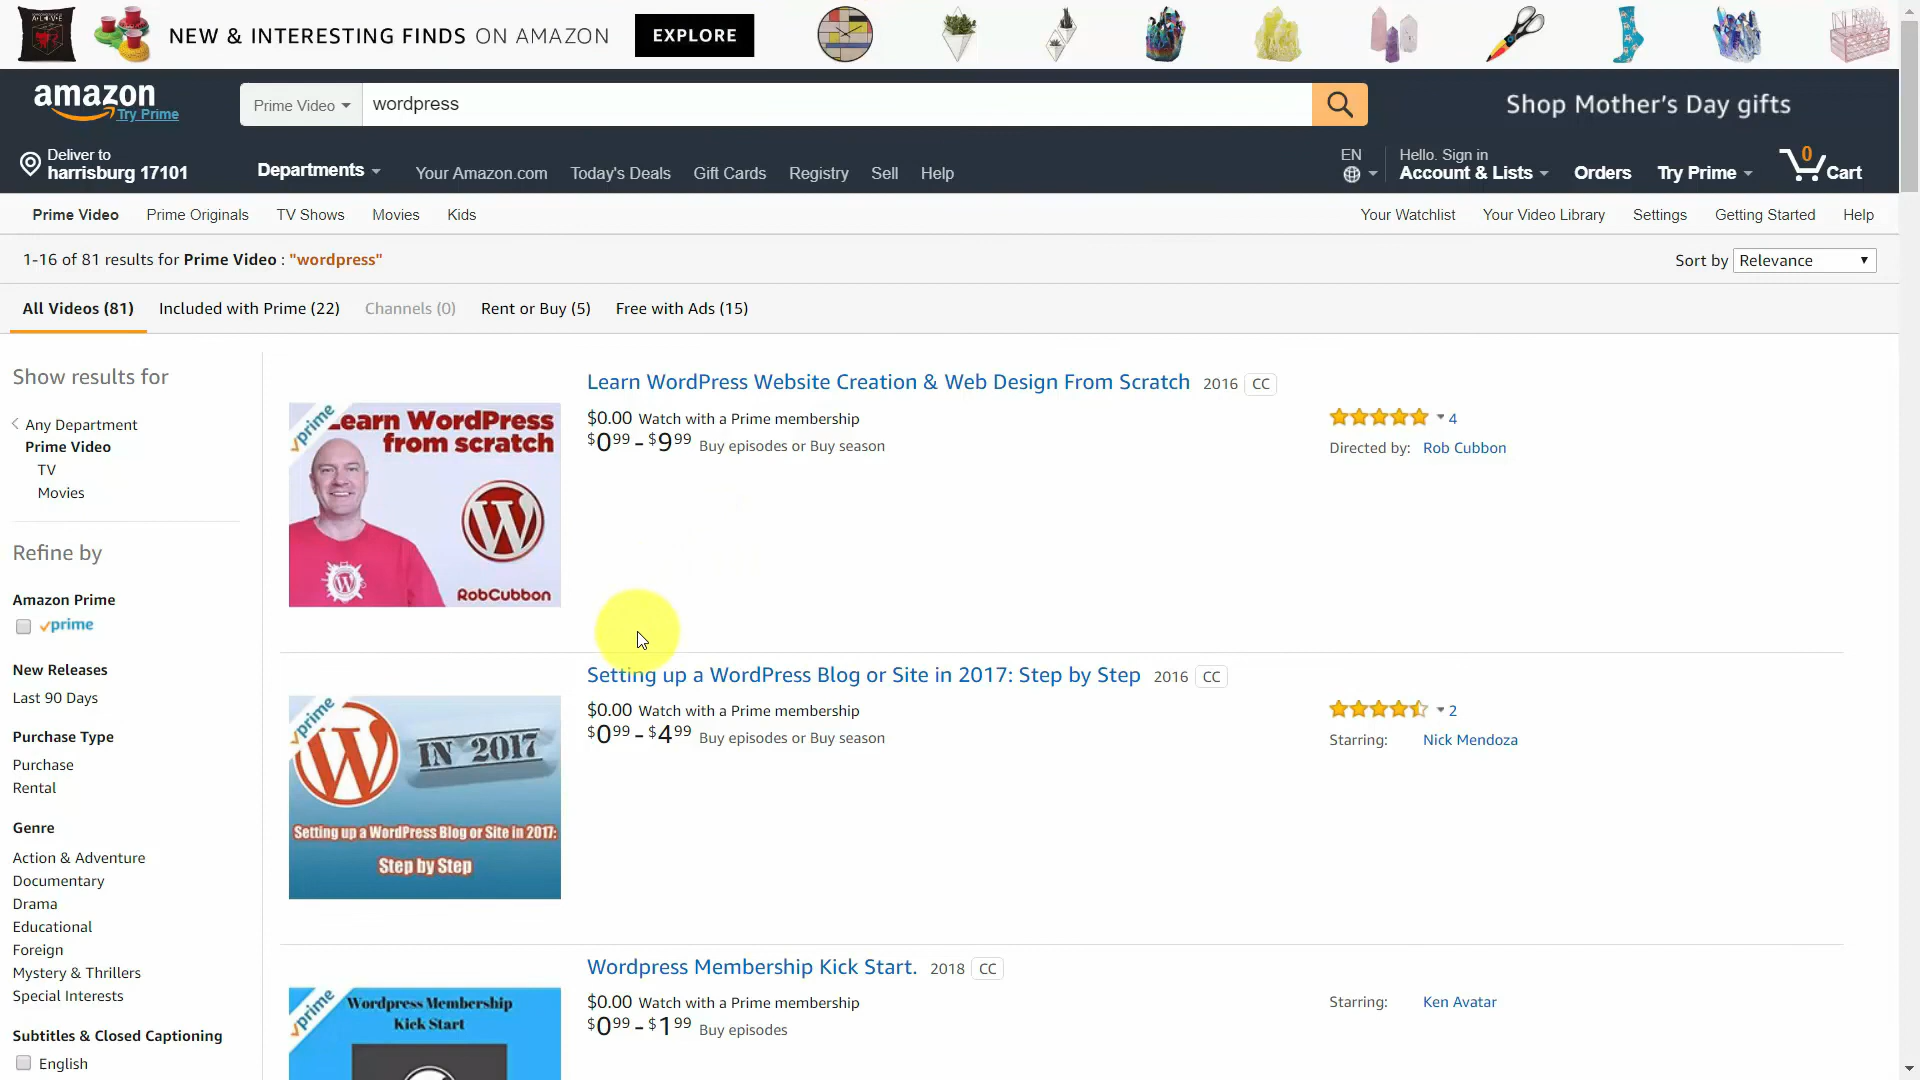 NEW & INTERESTING FINDS ON AMAZON EXPLORE
amazon
Try Prime
Prime Video wordpress
Shop Mother's Day gifts
Deliver to
harrisburg 17101
Departments Your Amazon.com Today's Deals Gift Cards Registry Sell Help
EN
Hello. Sign in
Account & Lists Orders Try Prime 0 Cart
Prime Video Prime Originals TV Shows Movies Kids Your Watchlist Your Video Library Settings Getting Started Help
1-16 of 81 results for Prime Video : "wordpress" Sort by Relevance
All Videos (81) Included with Prime (22) Channels (0) Rent or Buy (5) Free with Ads (15)
Show results for
Any Department
Prime Video
TV
Movies
Refine by
Amazon Prime
prime
New Releases
Last 90 Days
Purchase Type
Purchase
Rental
Genre
Action & Adventure
Documentary
Drama
Educational
Foreign
Mystery & Thrillers
Special Interests
Subtitles & Closed Captioning
English
prime
Learn WordPress
from scratch
RobCubbon
Learn WordPress Website Creation & Web Design From Scratch 2016 CC
$0.00 Watch with a Prime membership
$0.99 - $9.99 Buy episodes or Buy season
4
Directed by: Rob Cubbon
prime
IN 2017
Setting up a WordPress Blog or Site in 2017:
Step by Step
Setting up a WordPress Blog or Site in 2017: Step by Step 2016 CC
$0.00 Watch with a Prime membership
$0.99 - $4.99 Buy episodes or Buy season
2
Starring: Nick Mendoza
prime
Wordpress Membership
Kick Start
Wordpress Membership Kick Start. 2018 CC
$0.00 Watch with a Prime membership
$0.99 - $1.99 Buy episodes
Starring: Ken Avatar